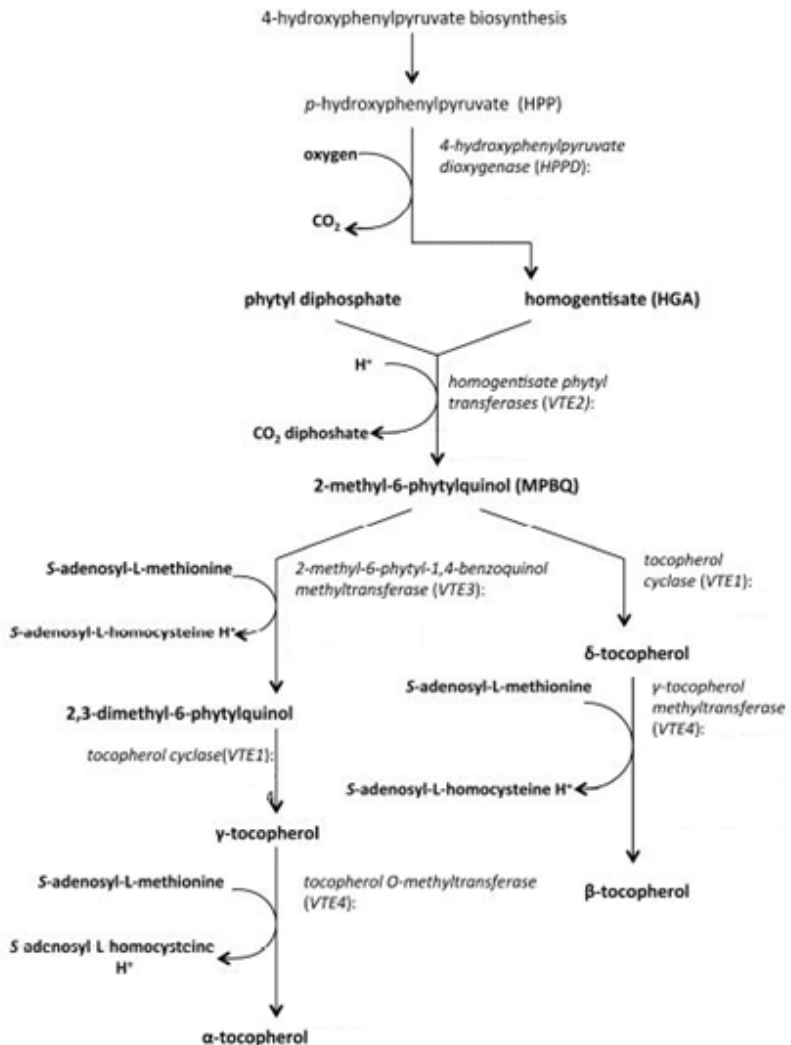 4-hydroxyphenylpyruvate biosynthesis
p-hydroxyphenylpyruvate (HPP)
oxygen
4-hydroxyphenylpyruvate
dioxygenase (HPPD):
CO₂
phytyl diphosphate
homogentisate (HGA)
H⁺
homogentisate phytyl
transferases (VTE2):
CO₂ diphoshate
2-methyl-6-phytylquinol (MPBQ)
S-adenosyl-L-methionine
2-methyl-6-phytyl-1,4-benzoquinol
methyltransferase (VTE3):
tocopherol
cyclase (VTE1):
S-adenosyl-L-homocysteine H⁺
δ-tocopherol
S-adenosyl-L-methionine
γ-tocopherol
methyltransferase
(VTE4):
2,3-dimethyl-6-phytylquinol
tocopherol cyclase(VTE1):
S-adenosyl-L-homocysteine H⁺
γ-tocopherol
S-adenosyl-L-methionine
tocopherol O-methyltransferase
(VTE4):
β-tocopherol
S adenosyl L homocysteine
H⁺
α-tocopherol